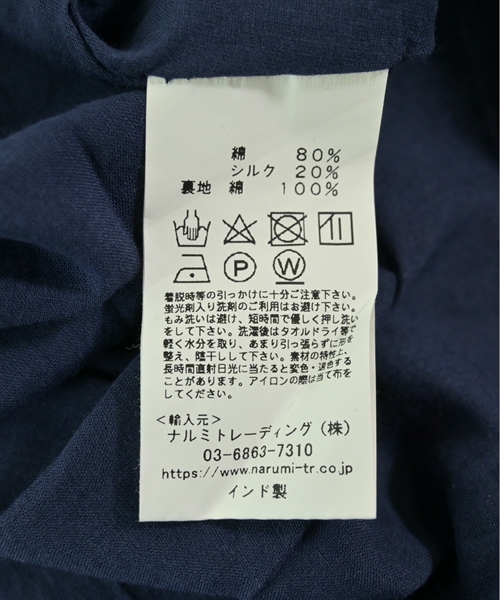 綿 80%
シルク 20%
裏地 綿 100%
P W
着脱時等の引っかけに十分ご注意下さい。
蛍光剤入り洗剤のご利用はお避け下さい。
もみ洗いは避け、短時間で優しく押し洗い
をして下さい。洗濯後はタオルドライ等で
軽く水分を取り、あまり引っ張らずに形を
整え、陰干しして下さい。素材の特性上、
長時間直射日光に当たると変色・退色する
ことがあります。アイロンの際は当て布を
してください。
<輸入元>
ナルミトレーディング(株)
03-6863-7310
https://www.narumi-tr.co.jp
インド製